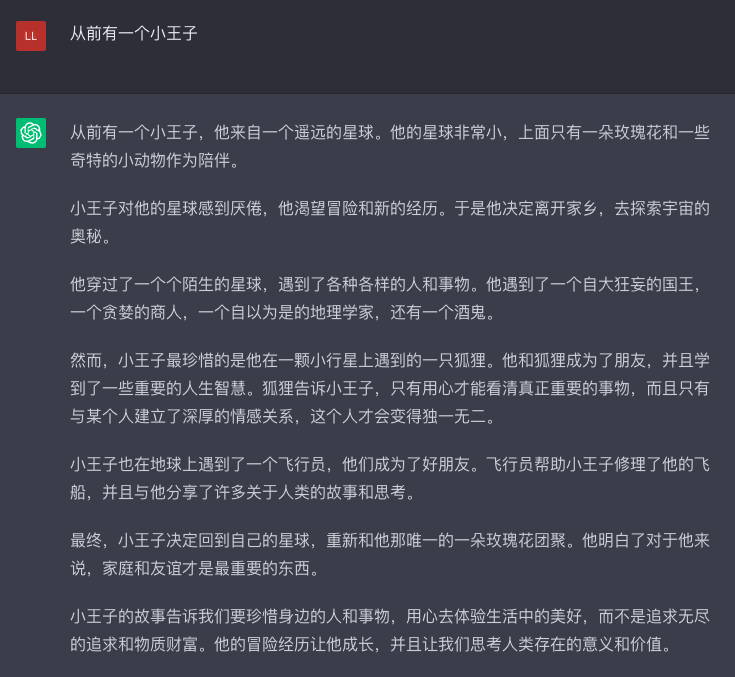 LL
从前有一个小王子
从前有一个小王子，他来自一个遥远的星球。他的星球非常小，上面只有一朵玫瑰花和一些
奇特的小动物作为陪伴。
小王子对他的星球感到厌倦，他渴望冒险和新的经历。于是他决定离开家乡，去探索宇宙的
奥秘。
他穿过了一个个陌生的星球，遇到了各种各样的人和事物。他遇到了一个自大狂妄的国王，
一个贪婪的商人，一个自以为是的地理学家，还有一个酒鬼。
然而，小王子最珍惜的是他在一颗小行星上遇到的一只狐狸。他和狐狸成为了朋友，并且学
到了一些重要的人生智慧。狐狸告诉小王子，只有用心才能看清真正重要的事物，而且只有
与某个人建立了深厚的情感关系，这个人才会变得独一无二。
小王子也在地球上遇到了一个飞行员，他们成为了好朋友。飞行员帮助小王子修理了他的飞
船，并且与他分享了许多关于人类的故事和思考。
最终，小王子决定回到自己的星球，重新和他那唯一的一朵玫瑰花团聚。他明白了对于他来
说，家庭和友谊才是最重要的东西。
小王子的故事告诉我们要珍惜身边的人和事物，用心去体验生活中的美好，而不是追求无尽
的追求和物质财富。他的冒险经历让他成长，并且让我们思考人类存在的意义和价值。